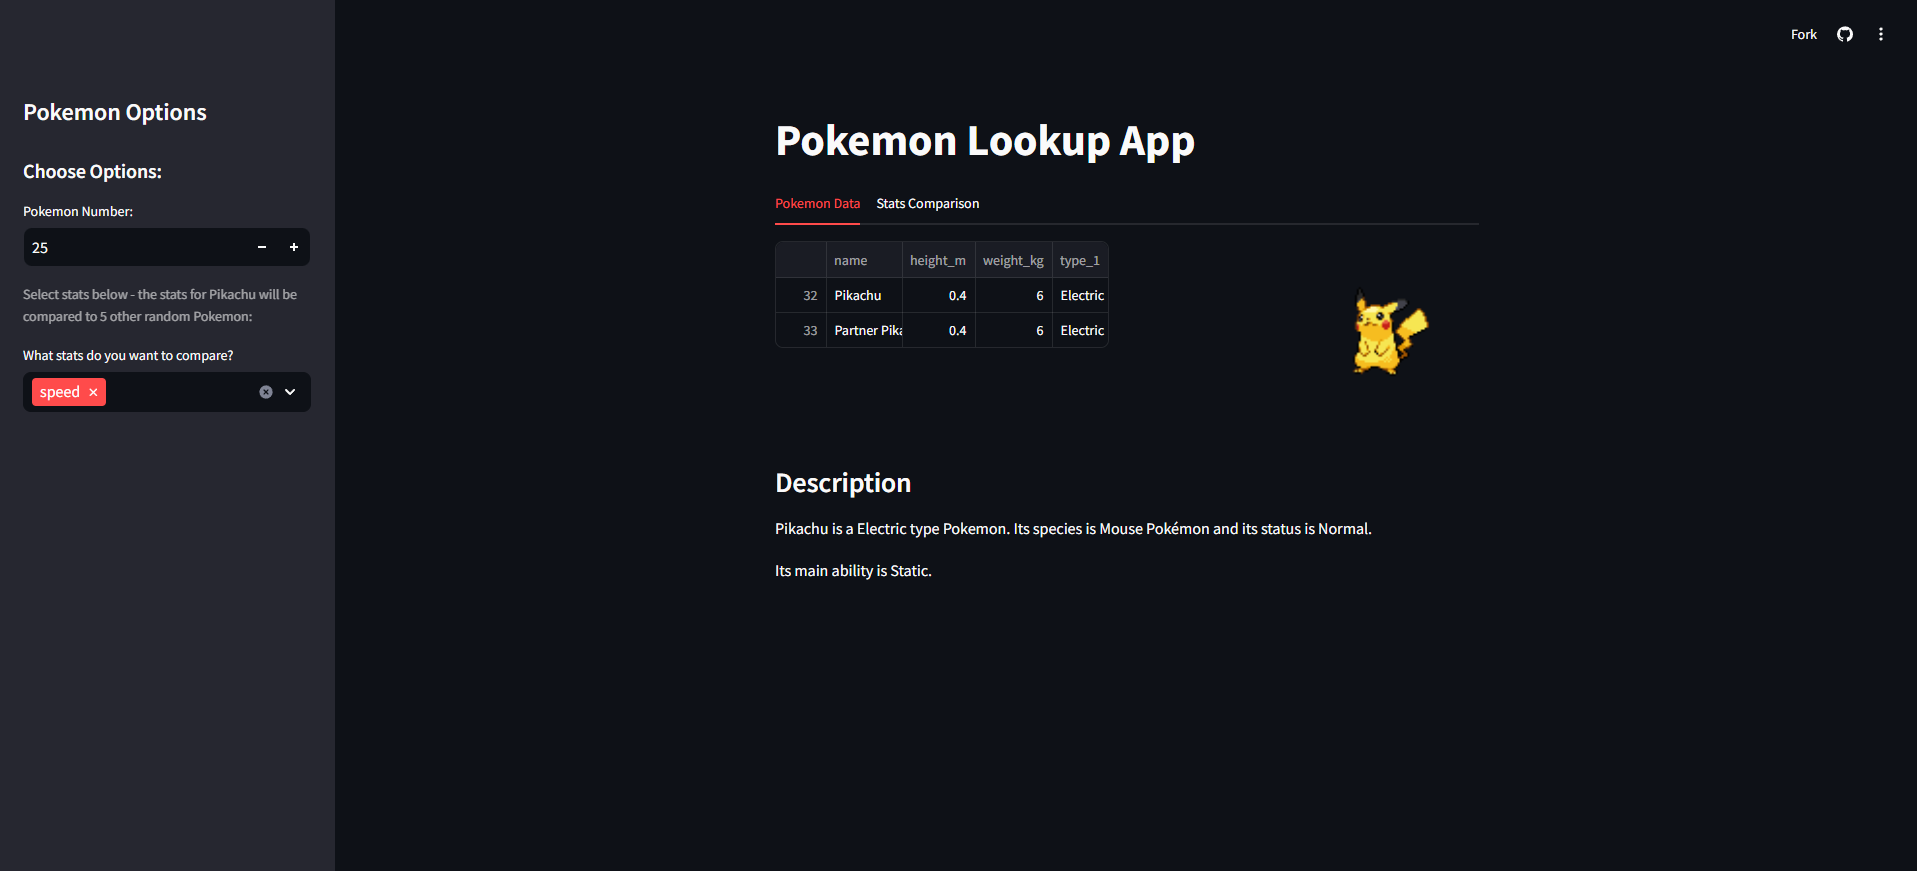 Fork
Pokemon Options
Choose Options:
Pokemon Number:
25
Select stats below - the stats for Pikachu will be
compared to 5 other random Pokemon:
What stats do you want to compare?
speed
Pokemon Lookup App
Pokemon Data Stats Comparison
name height_m weight_kg type_1
32 Pikachu 0.4 6 Electric
33 Partner Pika 0.4 6 Electric
Description
Pikachu is a Electric type Pokemon. Its species is Mouse Pokémon and its status is Normal.
Its main ability is Static.